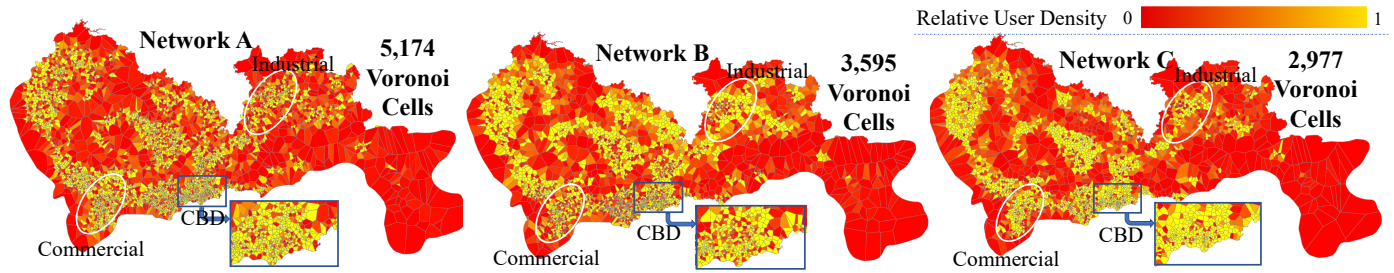 Relative User Density 0 1
Network A
5,174
Voronoi
Cells
Industrial
Commercial
CBD
Network B
3,595
Voronoi
Cells
Industrial
Commercial
CBD
Network C
2,977
Voronoi
Cells
Industrial
Commercial
CBD